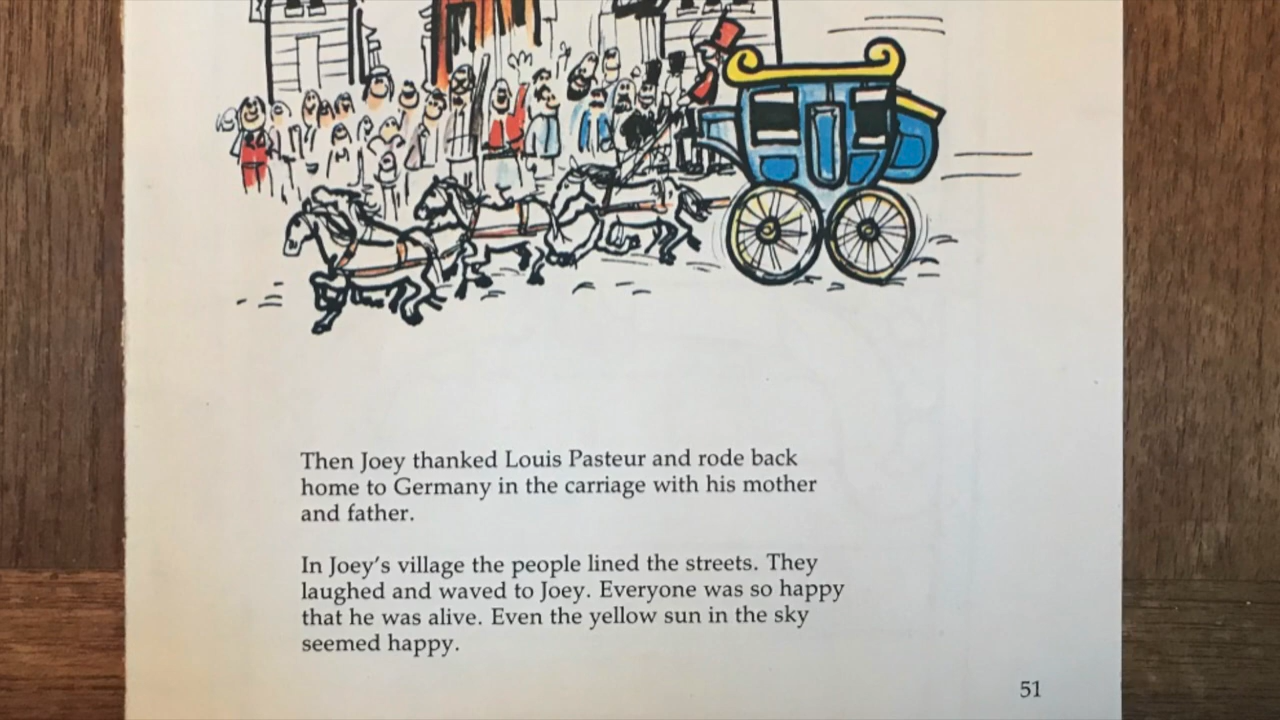 Then Joey thanked Louis Pasteur and rode back
home to Germany in the carriage with his mother
and father.
In Joey's village the people lined the streets. They
laughed and waved to Joey. Everyone was so happy
that he was alive. Even the yellow sun in the sky
seemed happy.
51